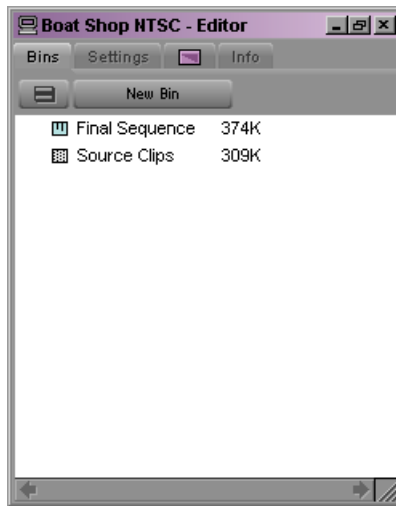 Boat Shop NTSC - Editor
Bins Settings Info
New Bin
Final Sequence 374K
Source Clips 309K